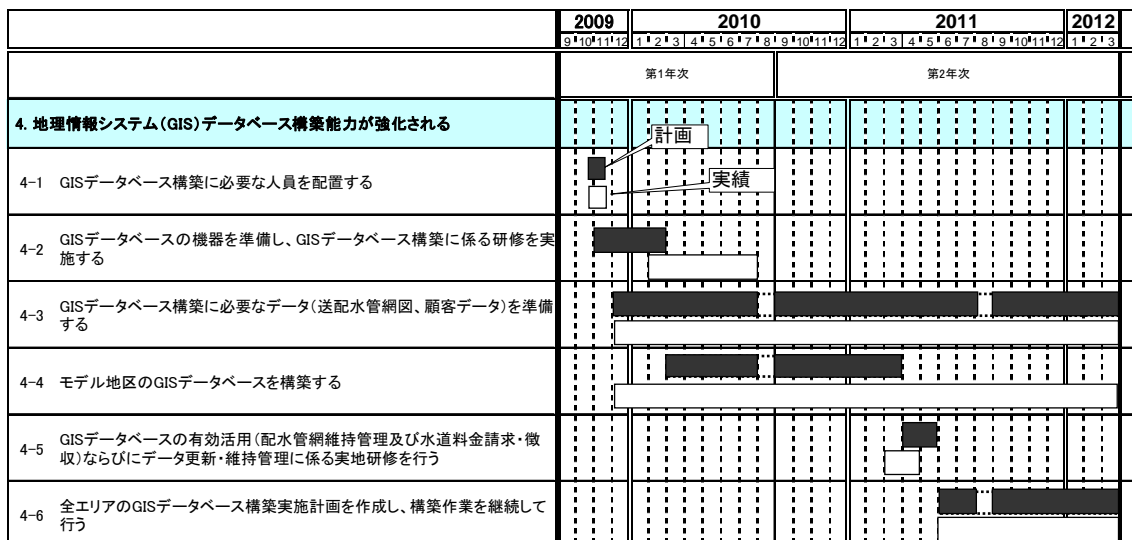 2009 2010 2011 2012
9 10 11 12 1 2 3 4 5 6 7 8 9 10 11 12 1 2 3 4 5 6 7 8 9 10 11 12 1 2 3
第1年次 第2年次
4. 地理情報システム(GIS)データベース構築能力が強化される
計画
4-1 GISデータベース構築に必要な人員を配置する
実績
4-2 GISデータベースの機器を準備し、GISデータベース構築に係る研修を実
施する
4-3 GISデータベース構築に必要なデータ(送配水管網図、顧客データ)を準備
する
4-4 モデル地区のGISデータベースを構築する
4-5 GISデータベースの有効活用(配水管網維持管理及び水道料金請求・徴
収)ならびにデータ更新・維持管理に係る実地研修を行う
4-6 全エリアのGISデータベース構築実施計画を作成し、構築作業を継続して
行う